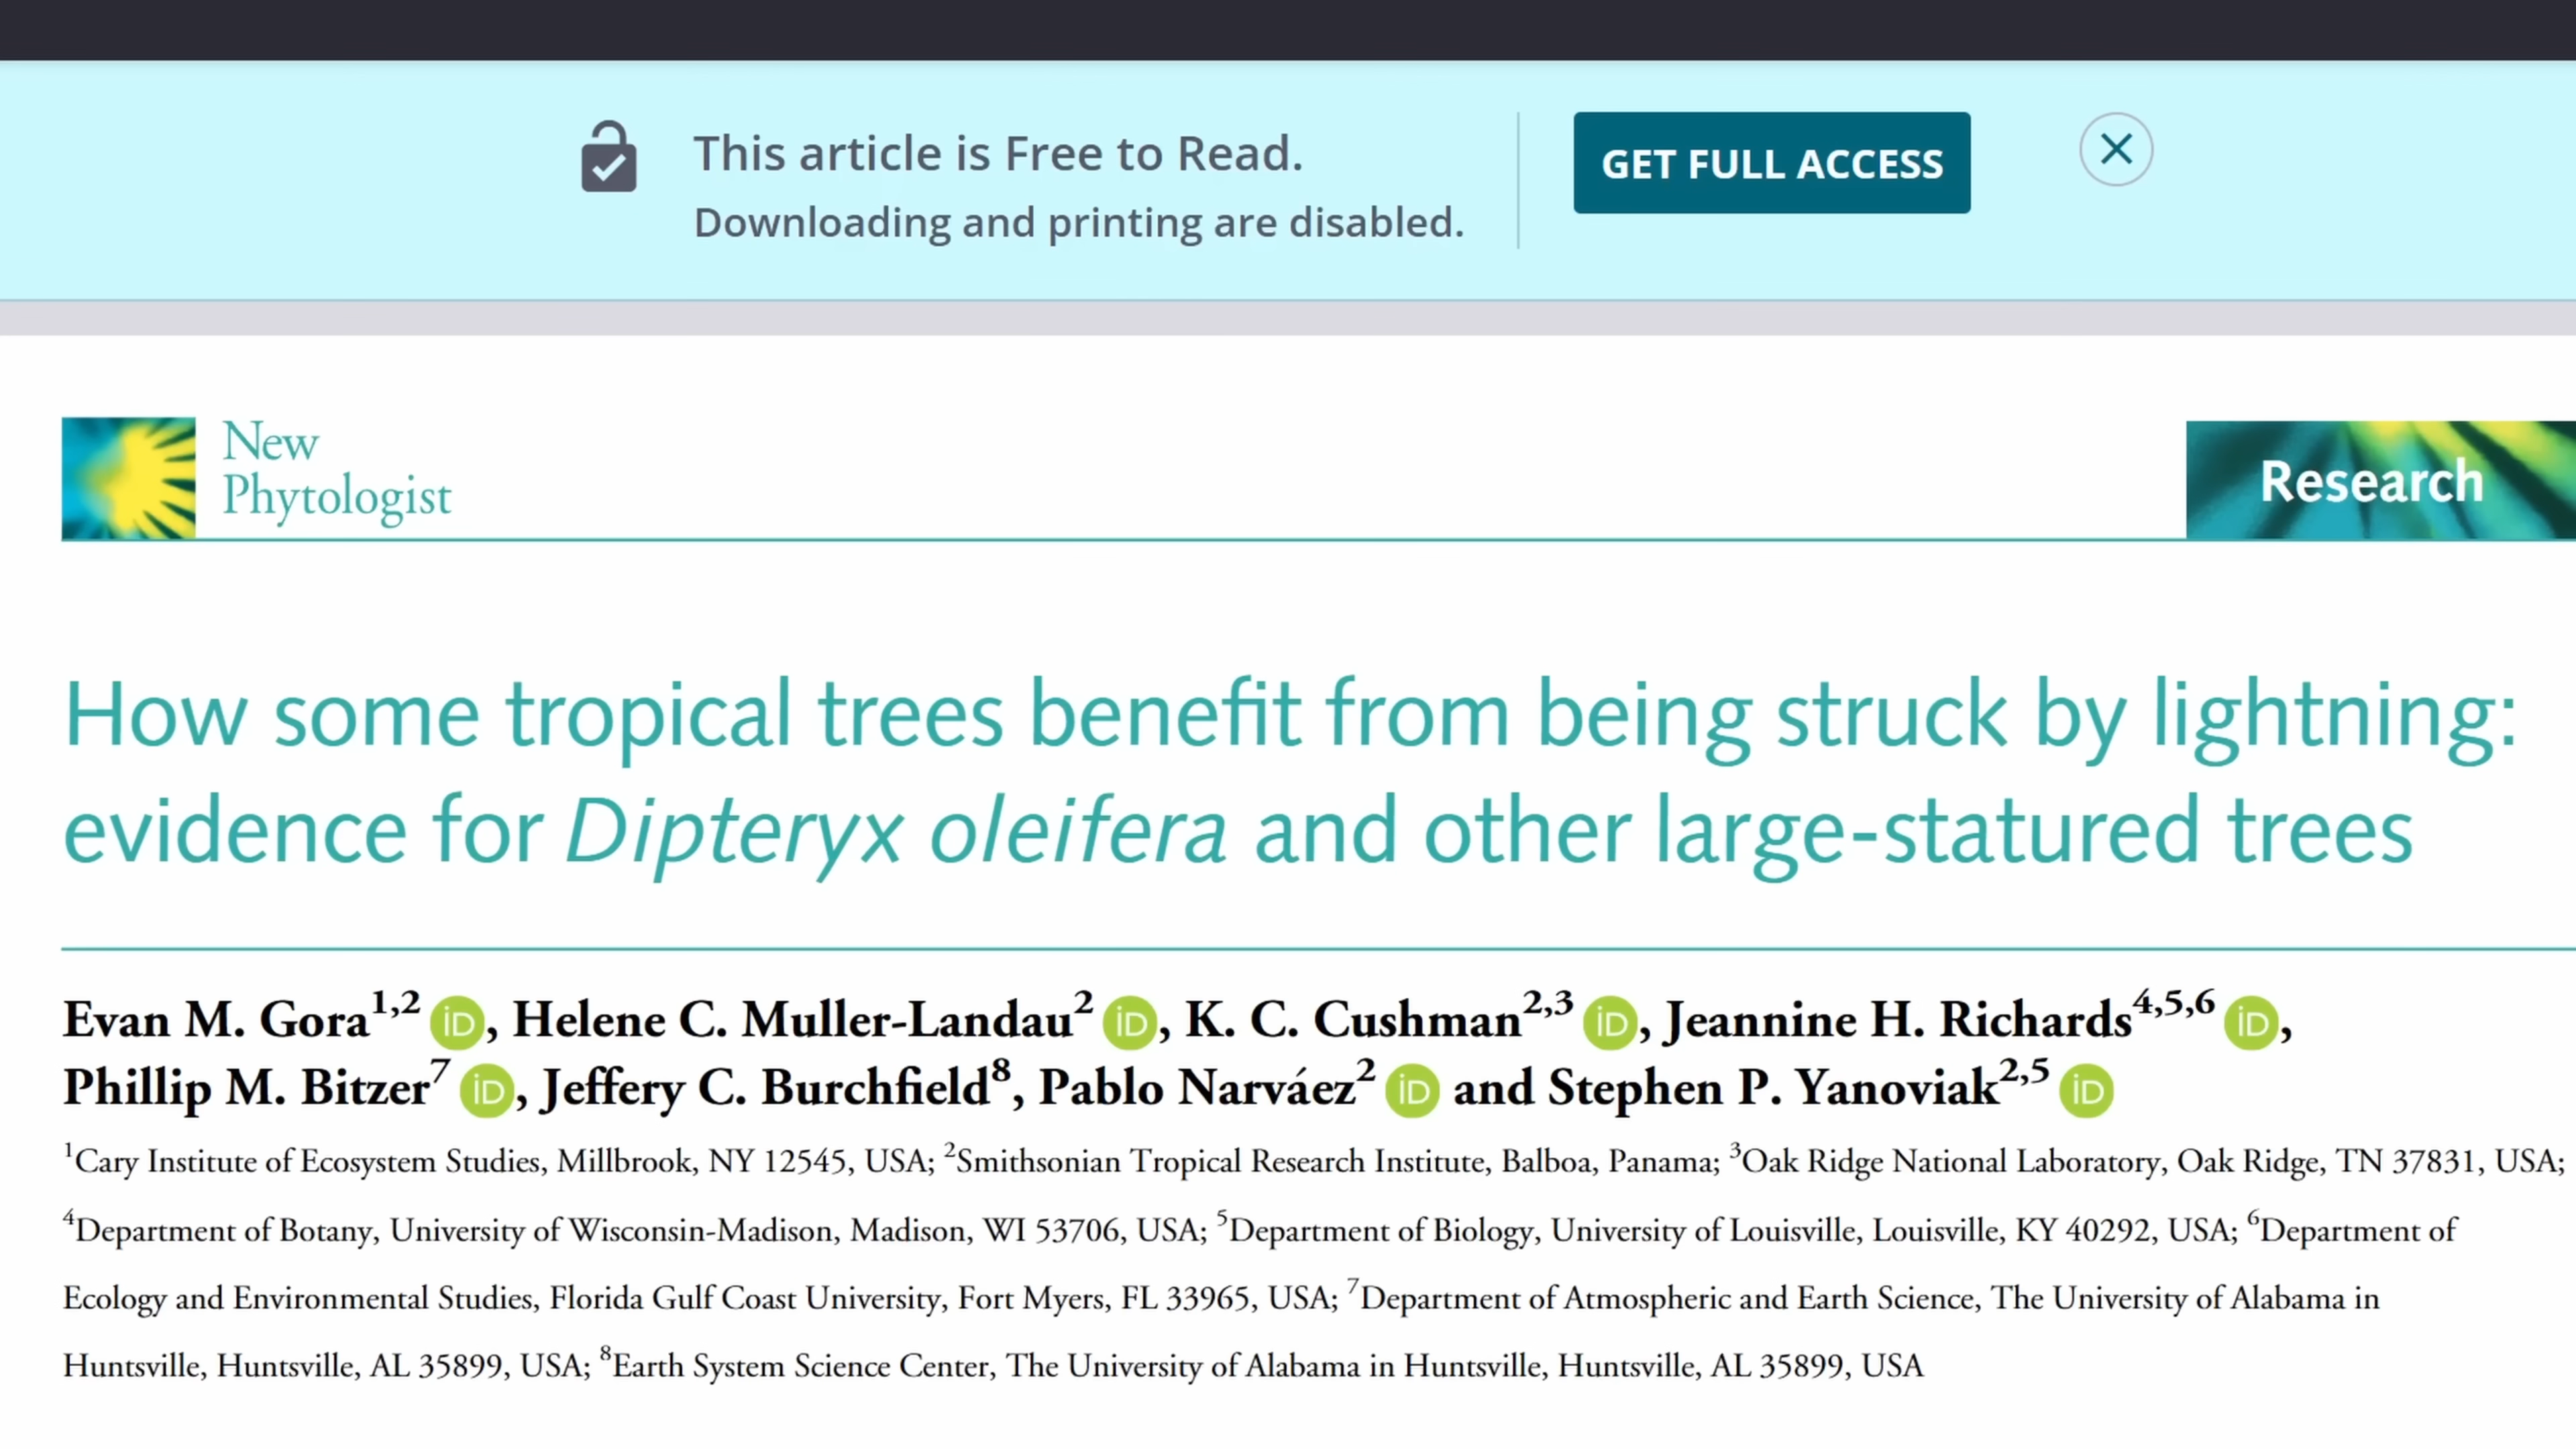 This article is Free to Read.
Downloading and printing are disabled.
GET FULL ACCESS
New
Phytologist
Research
How some tropical trees benefit from being struck by lightning:
evidence for Dipteryx oleifera and other large-statured trees
Evan M. Gora1,2 iD, Helene C. Muller-Landau2 iD, K. C. Cushman2,3 iD, Jeannine H. Richards4,5,6 iD,
Phillip M. Bitzer7 iD, Jeffery C. Burchfield8, Pablo Narváez2 iD and Stephen P. Yanoviak2,5 iD
1Cary Institute of Ecosystem Studies, Millbrook, NY 12545, USA; 2Smithsonian Tropical Research Institute, Balboa, Panama; 3Oak Ridge National Laboratory, Oak Ridge, TN 37831, USA;
4Department of Botany, University of Wisconsin-Madison, Madison, WI 53706, USA; 5Department of Biology, University of Louisville, Louisville, KY 40292, USA; 6Department of
Ecology and Environmental Studies, Florida Gulf Coast University, Fort Myers, FL 33965, USA; 7Department of Atmospheric and Earth Science, The University of Alabama in
Huntsville, Huntsville, AL 35899, USA; 8Earth System Science Center, The University of Alabama in Huntsville, Huntsville, AL 35899, USA